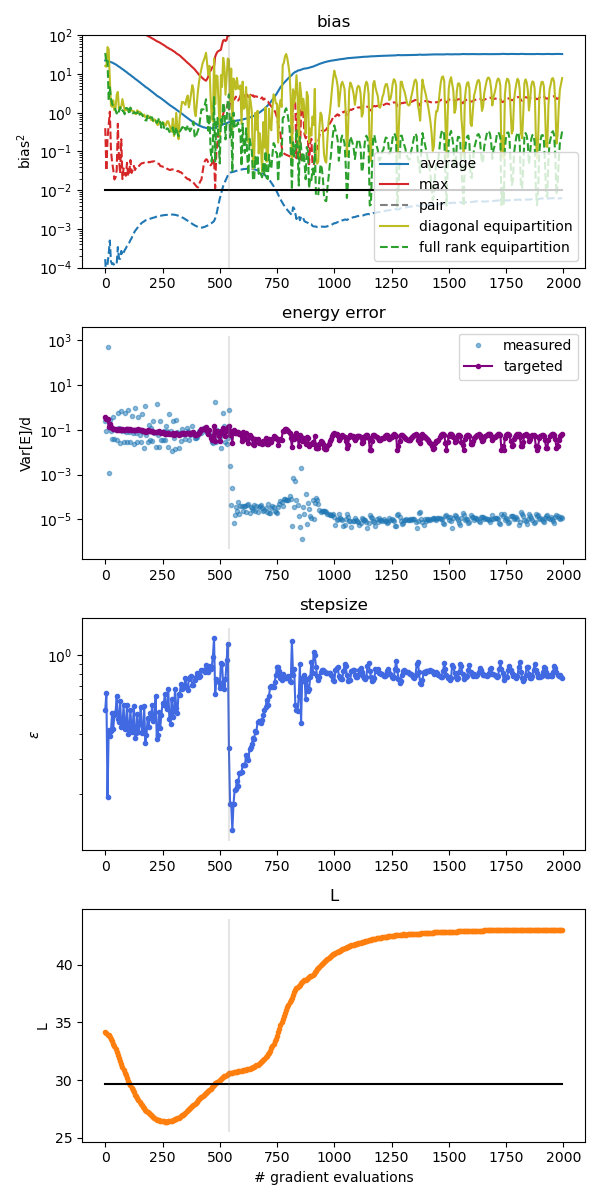 bias
bias²
10²
10¹
10⁰
10⁻¹
10⁻²
10⁻³
10⁻⁴
average
max
pair
diagonal equipartition
full rank equipartition
0 250 500 750 1000 1250 1500 1750 2000
energy error
Var[E]/d
10³
10¹
10⁻¹
10⁻³
10⁻⁵
measured
targeted
0 250 500 750 1000 1250 1500 1750 2000
stepsize
ε
10⁰
0 250 500 750 1000 1250 1500 1750 2000
L
L
40
35
30
25
0 250 500 750 1000 1250 1500 1750 2000
# gradient evaluations